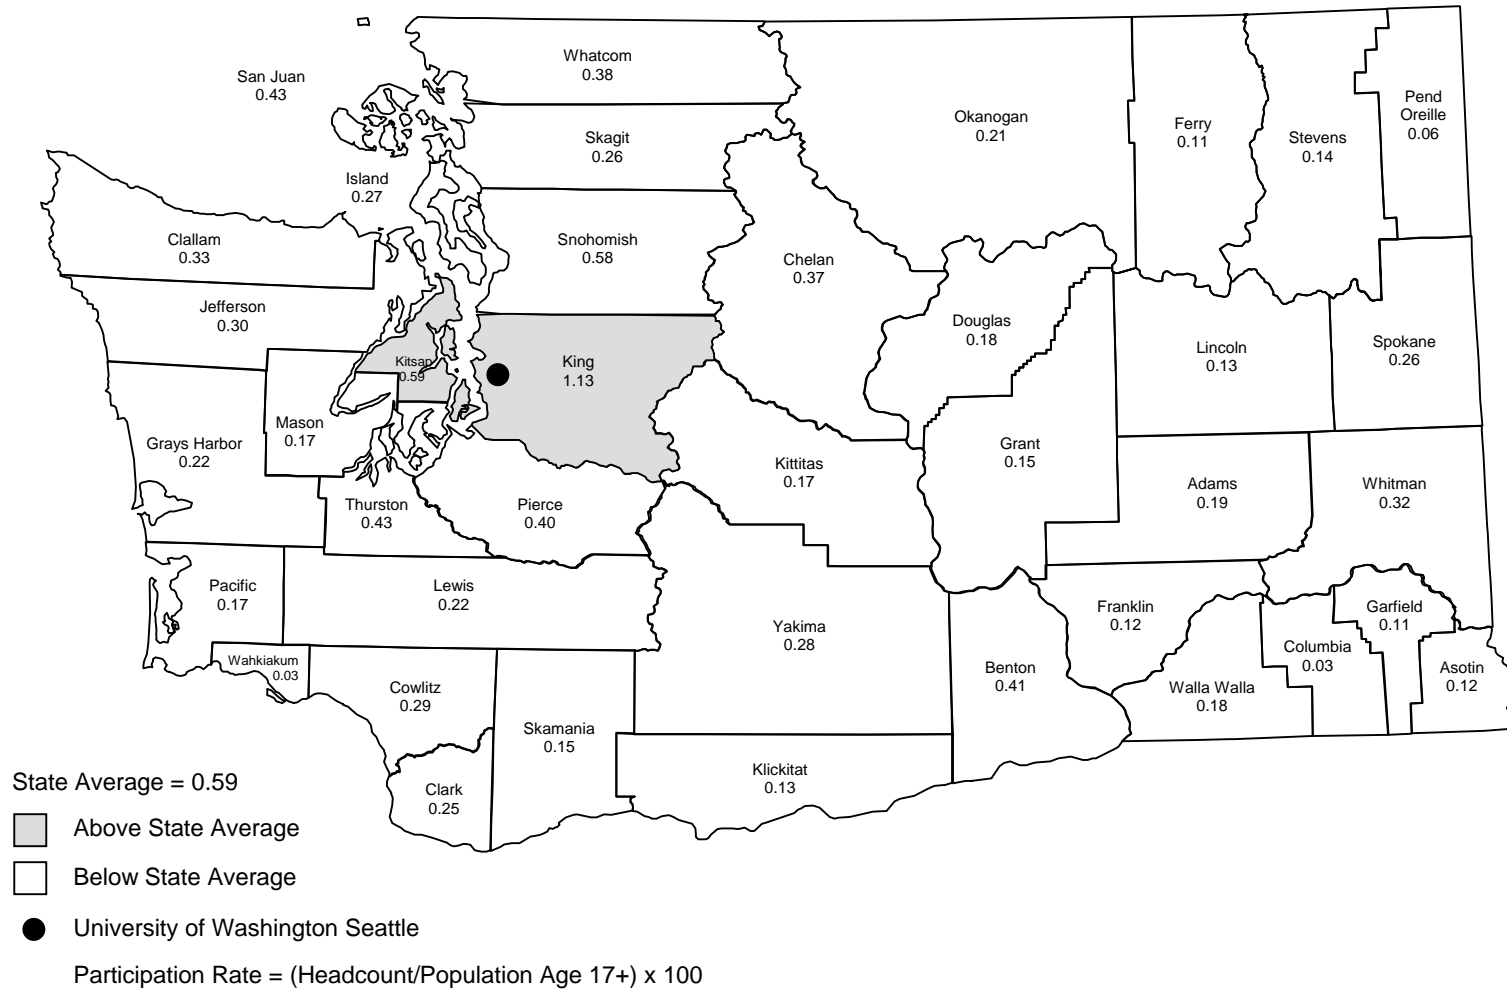 Whatcom
0.38
San Juan
0.43
Okanogan
0.21
Ferry
0.11
Stevens
0.14
Pend
Oreille
0.06
Skagit
0.26
Island
0.27
Clallam
0.33
Snohomish
0.58
Chelan
0.37
Jefferson
0.30
Douglas
0.18
Lincoln
0.13
Spokane
0.26
Kitsap
0.59
King
1.13
Mason
0.17
Grays Harbor
0.22
Kittitas
0.17
Grant
0.15
Adams
0.19
Whitman
0.32
Thurston
0.43
Pierce
0.40
Pacific
0.17
Lewis
0.22
Yakima
0.28
Franklin
0.12
Garfield
0.11
Columbia
0.03
Asotin
0.12
Wahkiakum
0.03
Cowlitz
0.29
Benton
0.41
Walla Walla
0.18
Skamania
0.15
Klickitat
0.13
Clark
0.25
State Average = 0.59
Above State Average
Below State Average
University of Washington Seattle
Participation Rate = (Headcount/Population Age 17+) x 100